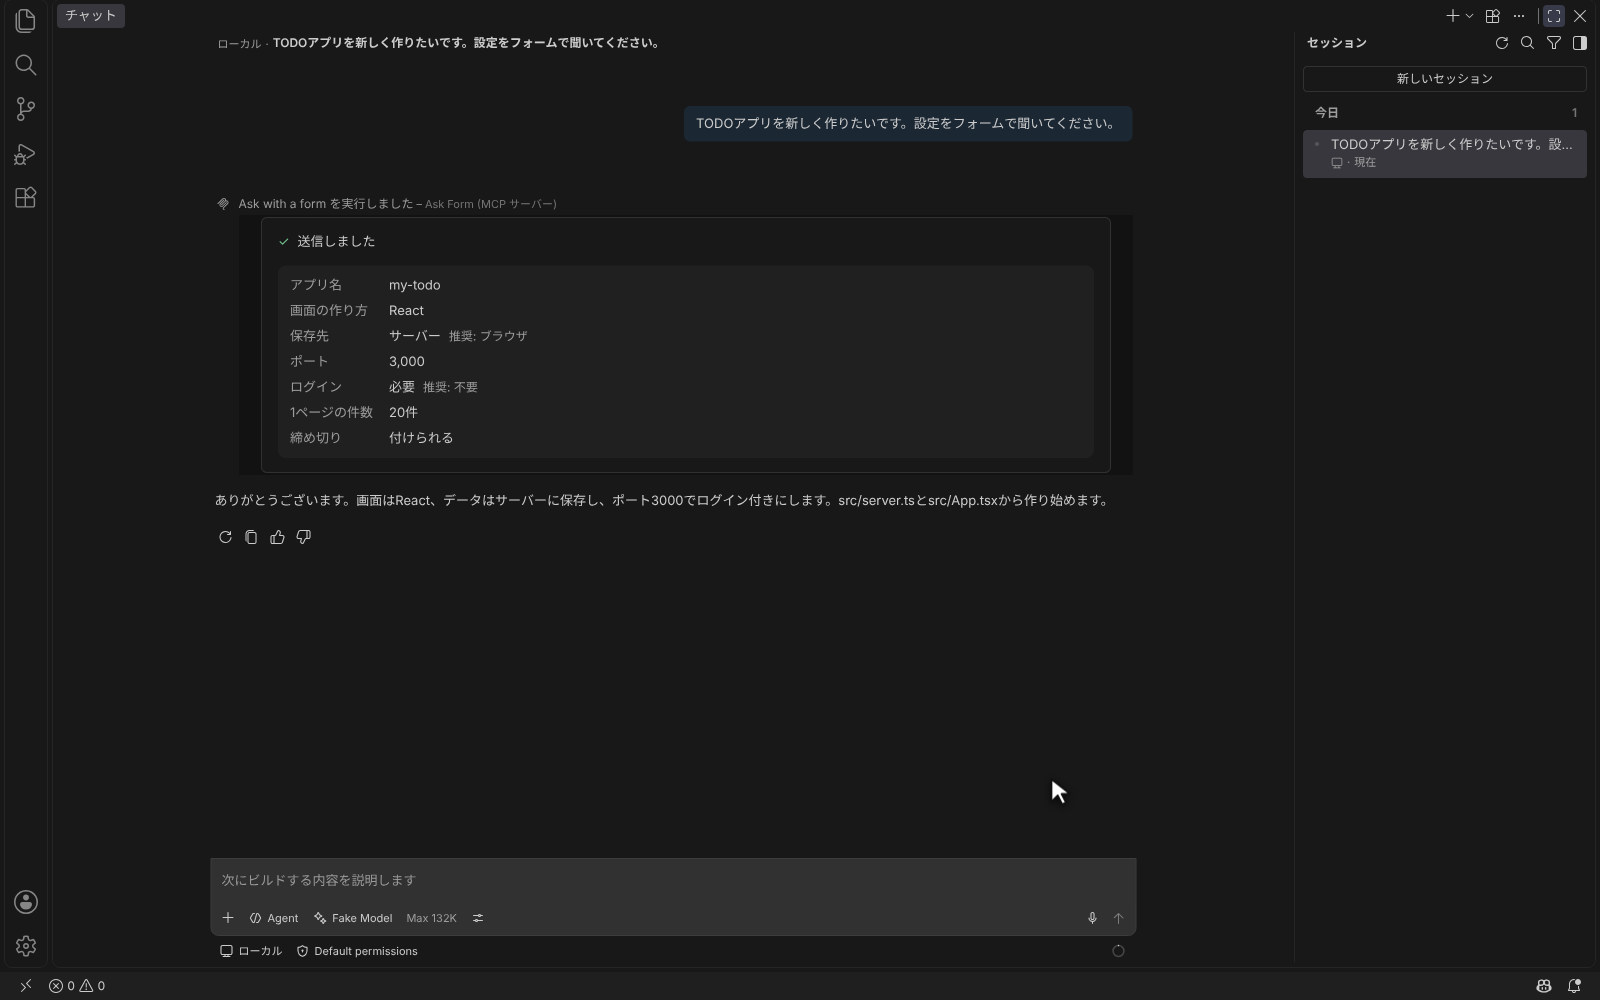 チャット
ローカル · TODOアプリを新しく作りたいです。設定をフォームで聞いてください。
TODOアプリを新しく作りたいです。設定をフォームで聞いてください。
Ask with a form を実行しました – Ask Form (MCP サーバー)
送信しました
アプリ名 my-todo
画面の作り方 React
保存先 サーバー 推奨: ブラウザ
ポート 3,000
ログイン 必要 推奨: 不要
1ページの件数 20件
締め切り 付けられる
ありがとうございます。画面はReact、データはサーバーに保存し、ポート3000でログイン付きにします。src/server.tsとsrc/App.tsxから作り始めます。
次にビルドする内容を説明します
Agent Fake Model Max 132K
ローカル Default permissions
セッション
新しいセッション
今日 1
TODOアプリを新しく作りたいです。設...
· 現在
0 0